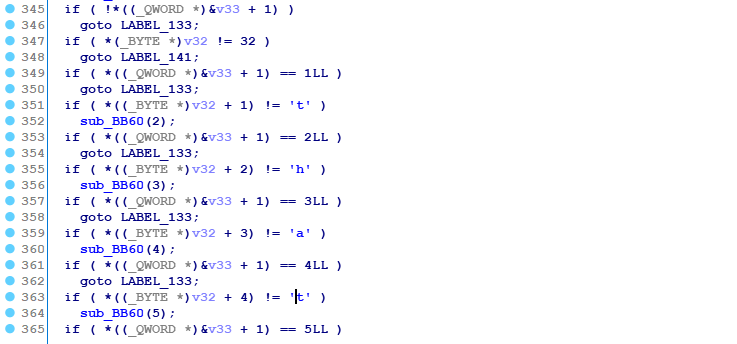 345 if ( !*((_QWORD *)&v33 + 1) )
346 goto LABEL_133;
347 if ( *(_BYTE *)v32 != 32 )
348 goto LABEL_141;
349 if ( *((_QWORD *)&v33 + 1) == 1LL )
350 goto LABEL_133;
351 if ( *((_BYTE *)v32 + 1) != 't' )
352 sub_BB60(2);
353 if ( *((_QWORD *)&v33 + 1) == 2LL )
354 goto LABEL_133;
355 if ( *((_BYTE *)v32 + 2) != 'h' )
356 sub_BB60(3);
357 if ( *((_QWORD *)&v33 + 1) == 3LL )
358 goto LABEL_133;
359 if ( *((_BYTE *)v32 + 3) != 'a' )
360 sub_BB60(4);
361 if ( *((_QWORD *)&v33 + 1) == 4LL )
362 goto LABEL_133;
363 if ( *((_BYTE *)v32 + 4) != 't' )
364 sub_BB60(5);
365 if ( *((_QWORD *)&v33 + 1) == 5LL )